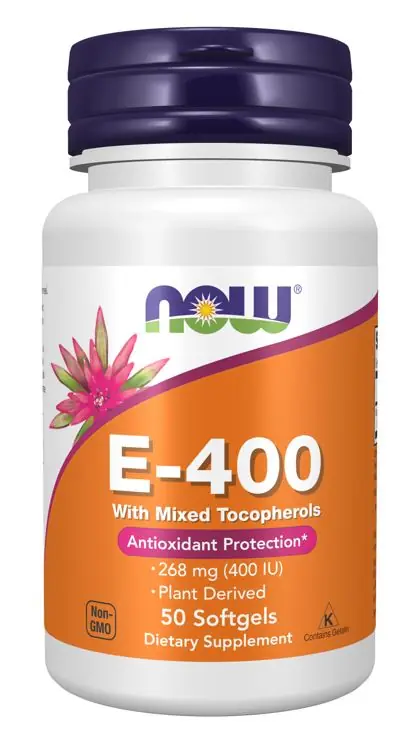 NOW®
E-400
With Mixed Tocopherols
Antioxidant Protection*
• 268 mg (400 IU)
• Plant Derived
50 Softgels
Dietary Supplement
Non-
GMO
K
Contains Gelatin